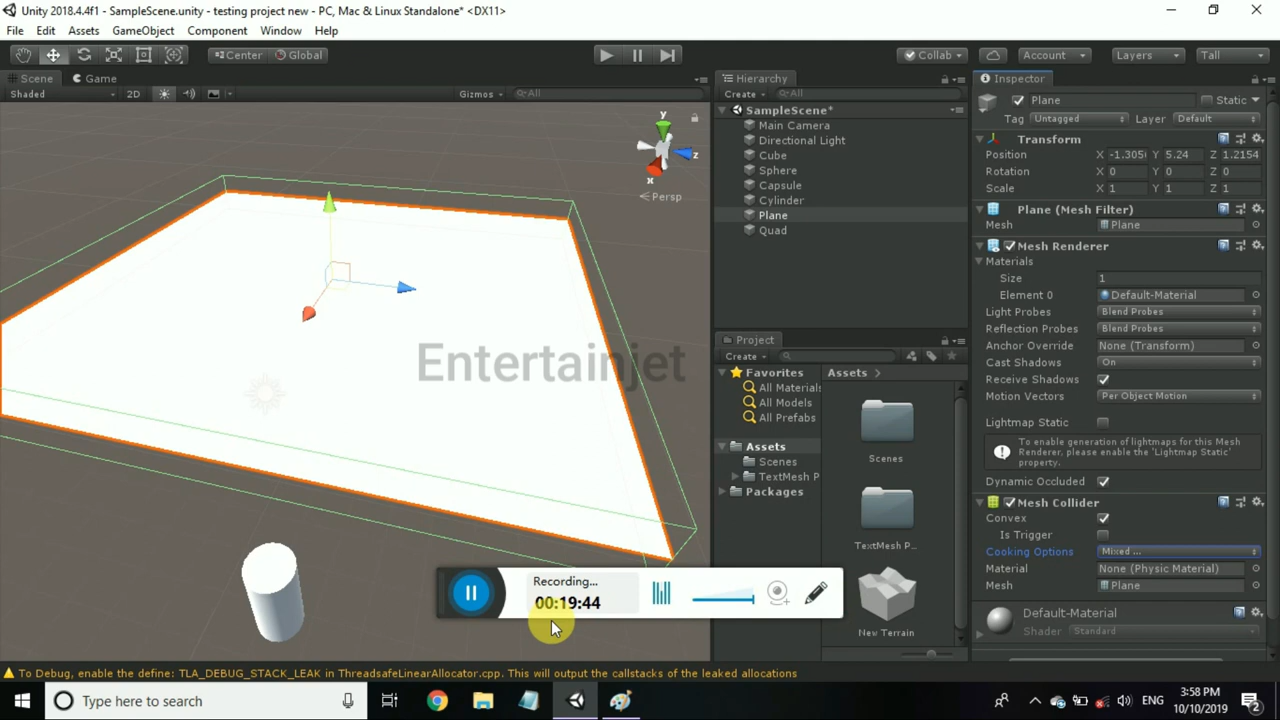 Unity 2018.4.4f1 - SampleScene.unity - testing project new - PC, Mac & Linux Standalone* <DX11>
File Edit Assets GameObject Component Window Help
Center Global Collab Account Layers Tall
Scene Game
Shaded 2D Gizmos All
y
z
x
Persp
Entertainjet
Hierarchy
Create All
SampleScene*
Main Camera
Directional Light
Cube
Sphere
Capsule
Cylinder
Plane
Quad
Project
Create
Favorites
All Materials
All Models
All Prefabs
Assets
Scenes
TextMesh P
Packages
Assets
Scenes
TextMesh P...
New Terrain
Inspector
Plane Static
Tag Untagged Layer Default
Transform
Position X -1.305 Y 5.24 Z 1.2154
Rotation X 0 Y 0 Z 0
Scale X 1 Y 1 Z 1
Plane (Mesh Filter)
Mesh Plane
Mesh Renderer
Materials
Size 1
Element 0 Default-Material
Light Probes Blend Probes
Reflection Probes Blend Probes
Anchor Override None (Transform)
Cast Shadows On
Receive Shadows
Motion Vectors Per Object Motion
Lightmap Static
To enable generation of lightmaps for this Mesh
Renderer, please enable the 'Lightmap Static'
property.
Dynamic Occluded
Mesh Collider
Convex
Is Trigger
Cooking Options Mixed ...
Material None (Physic Material)
Mesh Plane
Default-Material
Shader Standard
Recording...
00:19:44
To Debug, enable the define: TLA_DEBUG_STACK_LEAK in ThreadsafeLinearAllocator.cpp. This will output the callstacks of the leaked allocations
Type here to search
ENG
3:58 PM
10/10/2019
2